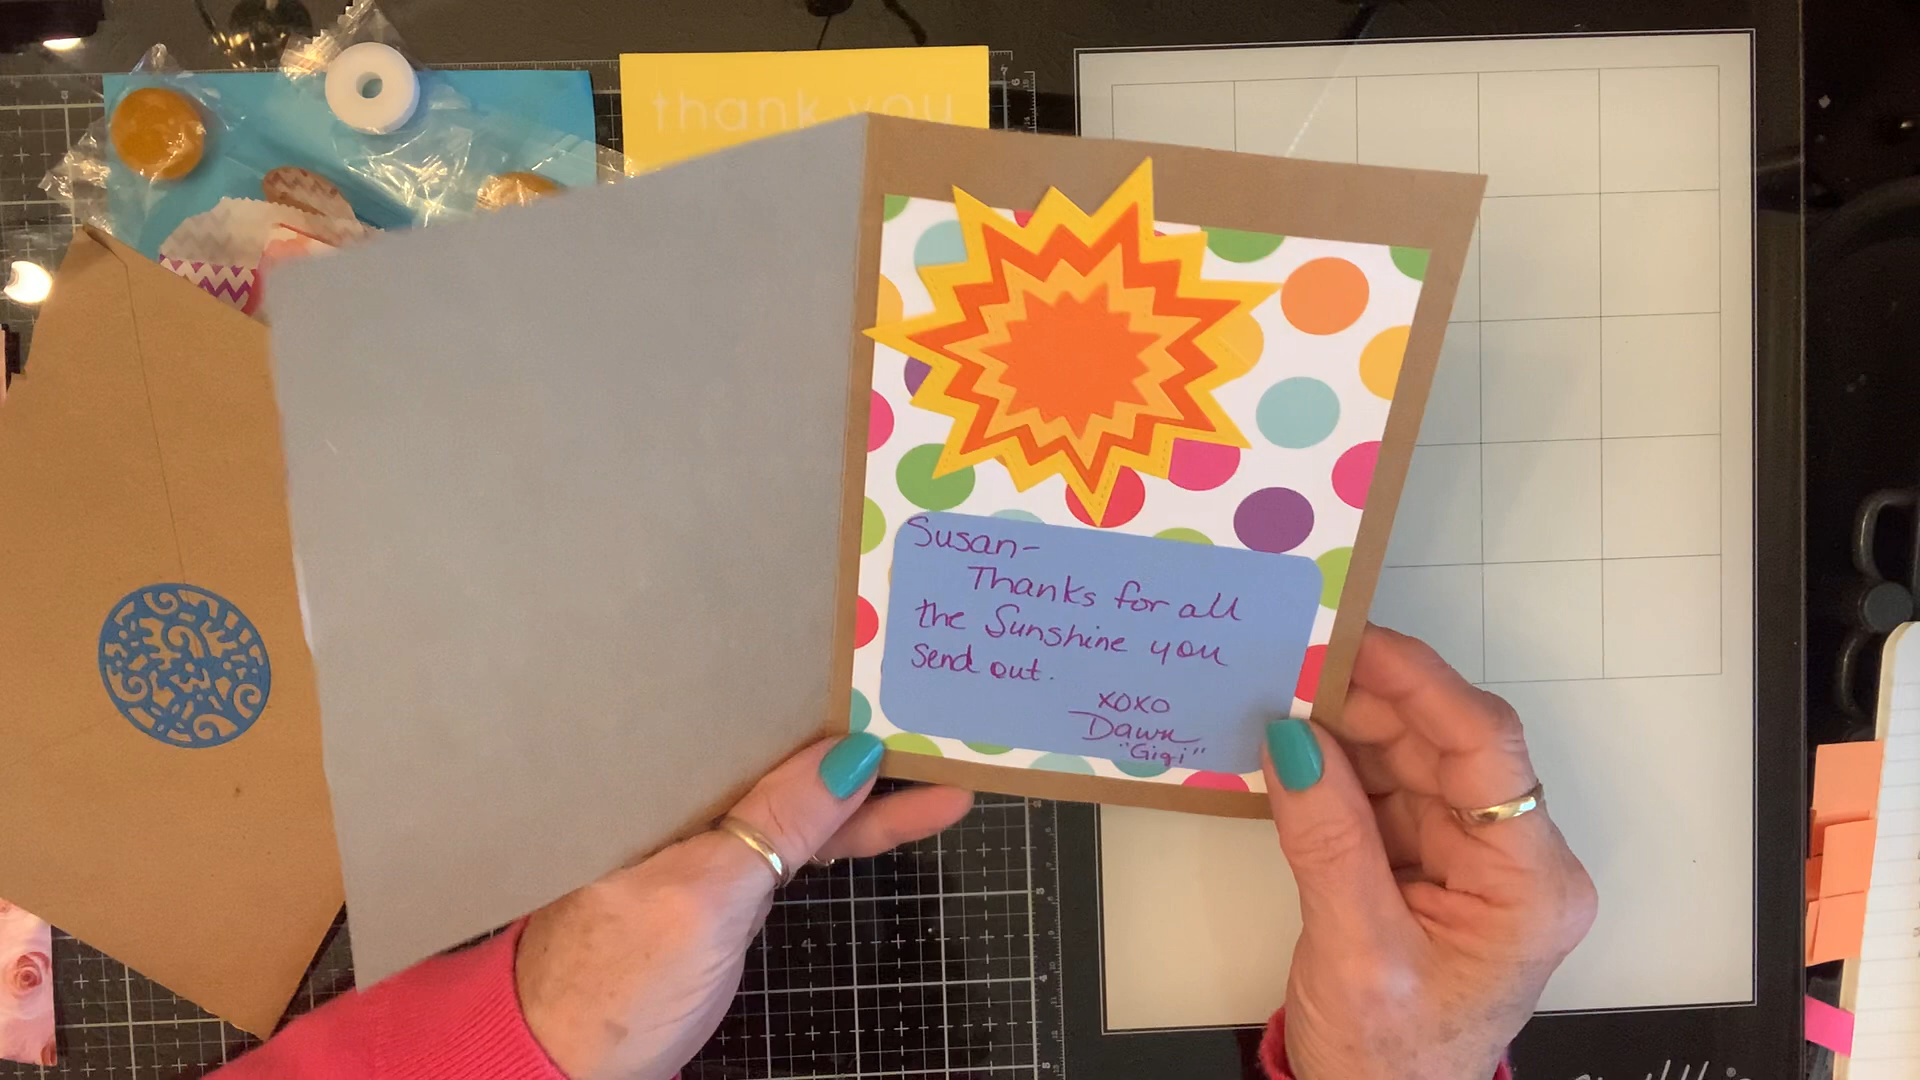 thank you
Susan-
Thanks for all
the Sunshine you
send out.
xoxo
Dawn
"Gigi"